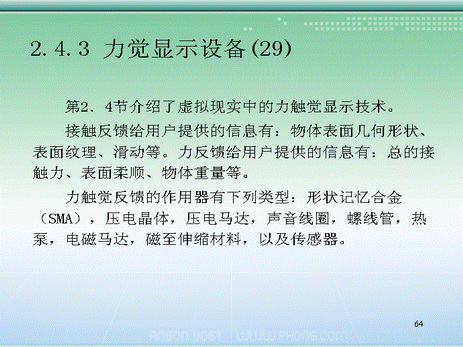 2.4.3 力觉显示设备(29)
第2．4节介绍了虚拟现实中的力触觉显示技术。
接触反馈给用户提供的信息有：物体表面几何形状、
表面纹理、滑动等。力反馈给用户提供的信息有：总的接
触力、表面柔顺、物体重量等。
力触觉反馈的作用器有下列类型：形状记忆合金
（SMA），压电晶体，压电马达，声音线圈，螺线管，热
泵，电磁马达，磁至伸缩材料，以及传感器。
64